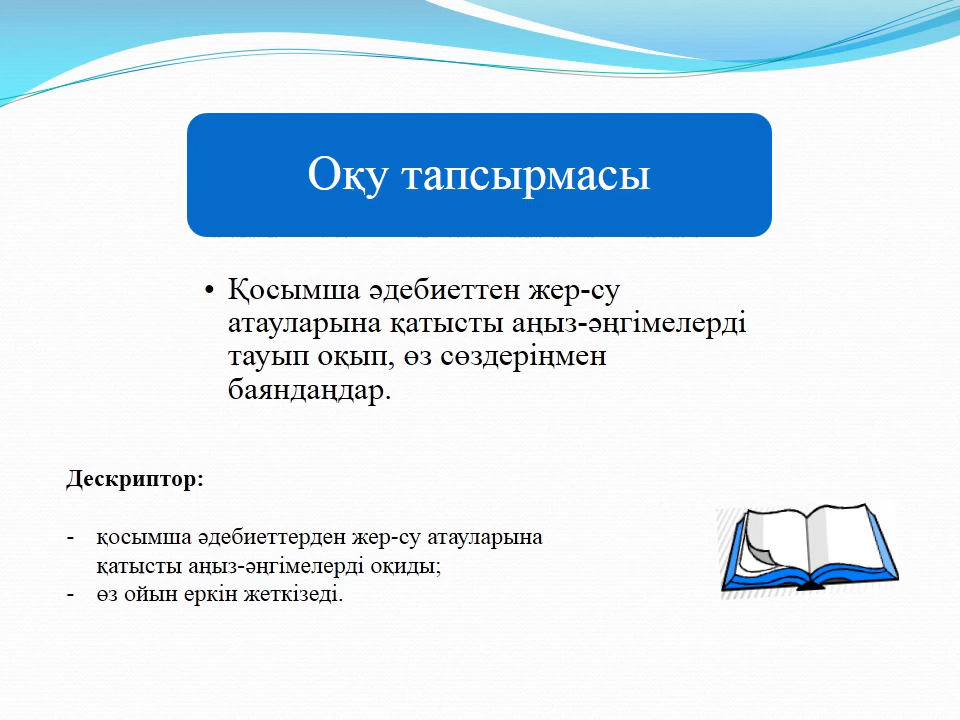 Оқу тапсырмасы
• Қосымша әдебиеттен жер-су
атауларына қатысты аңыз-әңгімелерді
тауып оқып, өз сөздеріңмен
баяндаңдар.
Дескриптор:
- қосымша әдебиеттерден жер-су атауларына
қатысты аңыз-әңгімелерді оқиды;
- өз ойын еркін жеткізеді.